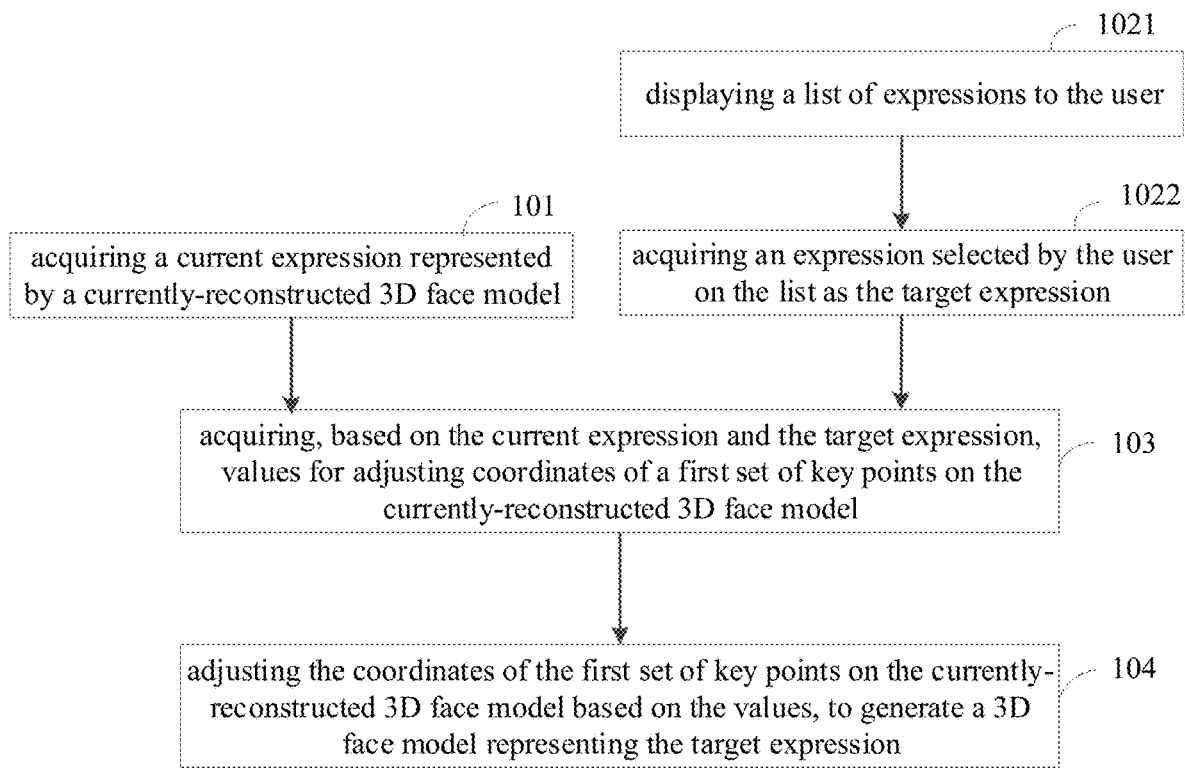 1021
displaying a list of expressions to the user
1022
acquiring an expression selected by the user
on the list as the target expression
101
acquiring a current expression represented
by a currently-reconstructed 3D face model
acquiring, based on the current expression and the target expression,
values for adjusting coordinates of a first set of key points on the
currently-reconstructed 3D face model
103
adjusting the coordinates of the first set of key points on the currently-
reconstructed 3D face model based on the values, to generate a 3D
face model representing the target expression
104